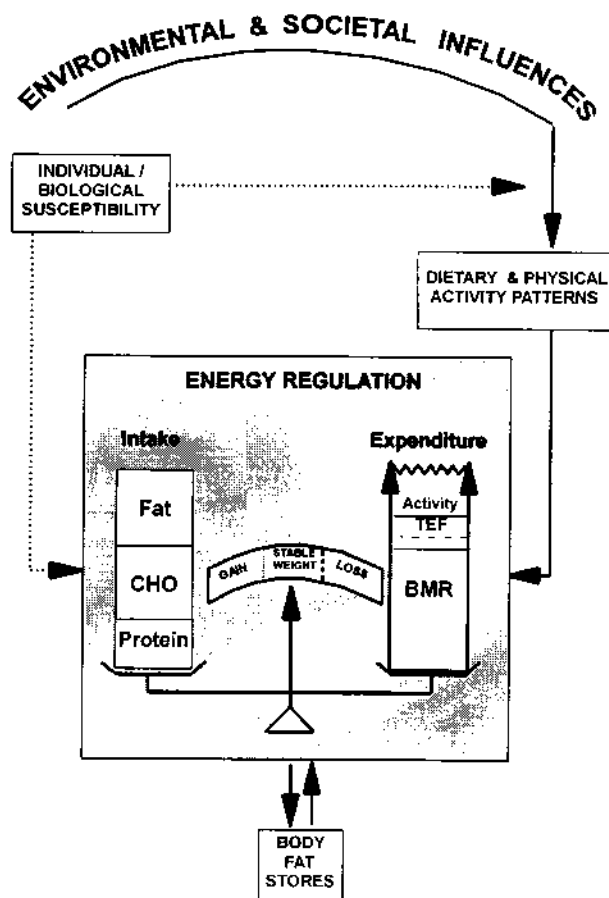 ENVIRONMENTAL & SOCIETAL INFLUENCES
INDIVIDUAL /
BIOLOGICAL
SUSCEPTIBILITY
DIETARY & PHYSICAL
ACTIVITY PATTERNS
ENERGY REGULATION
Intake
Expenditure
Fat
CHO
Protein
GAIN
STABLE
WEIGHT
LOSS
Activity
TEF
BMR
BODY
FAT
STORES